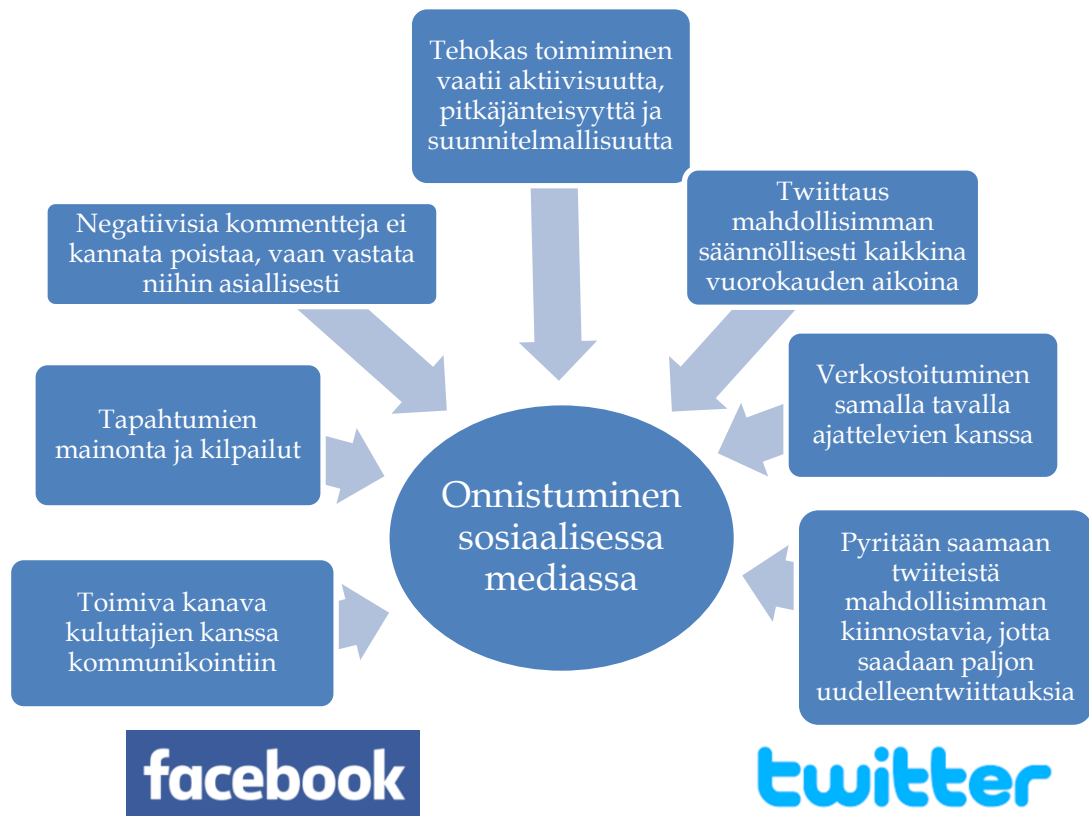 Tehokas toimiminen
vaatii aktiivisuutta,
pitkäjänteisyyttä ja
suunnitelmallisuutta
Negatiivisia kommentteja ei
kannata poistaa, vaan vastata
niihin asiallisesti
Twiittaus
mahdollisimman
säännöllisesti kaikkina
vuorokauden aikoina
Tapahtumien
mainonta ja kilpailut
Verkostoituminen
samalla tavalla
ajattelevien kanssa
Onnistuminen
sosiaalisessa
mediassa
Toimiva kanava
kuluttajien kanssa
kommunikointiin
Pyritään saamaan
twiiteistä
mahdollisimman
kiinnostavia, jotta
saadaan paljon
uudelleentwiittauksia
facebook
twitter